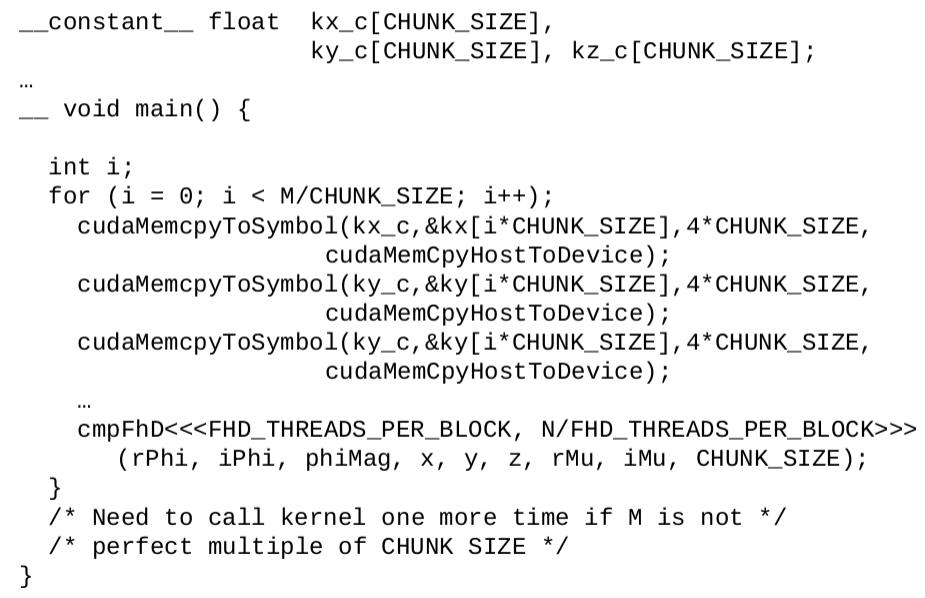 __constant__ float  kx_c[CHUNK_SIZE],
                    ky_c[CHUNK_SIZE], kz_c[CHUNK_SIZE];
…
__ void main() {

  int i;
  for (i = 0; i < M/CHUNK_SIZE; i++);
    cudaMemcpyToSymbol(kx_c,&kx[i*CHUNK_SIZE],4*CHUNK_SIZE,
                     cudaMemCpyHostToDevice);
    cudaMemcpyToSymbol(ky_c,&ky[i*CHUNK_SIZE],4*CHUNK_SIZE,
                     cudaMemCpyHostToDevice);
    cudaMemcpyToSymbol(ky_c,&ky[i*CHUNK_SIZE],4*CHUNK_SIZE,
                     cudaMemCpyHostToDevice);
    …
    cmpFhD<<<FHD_THREADS_PER_BLOCK, N/FHD_THREADS_PER_BLOCK>>>
       (rPhi, iPhi, phiMag, x, y, z, rMu, iMu, CHUNK_SIZE);
  }
  /* Need to call kernel one more time if M is not */
  /* perfect multiple of CHUNK SIZE */
}